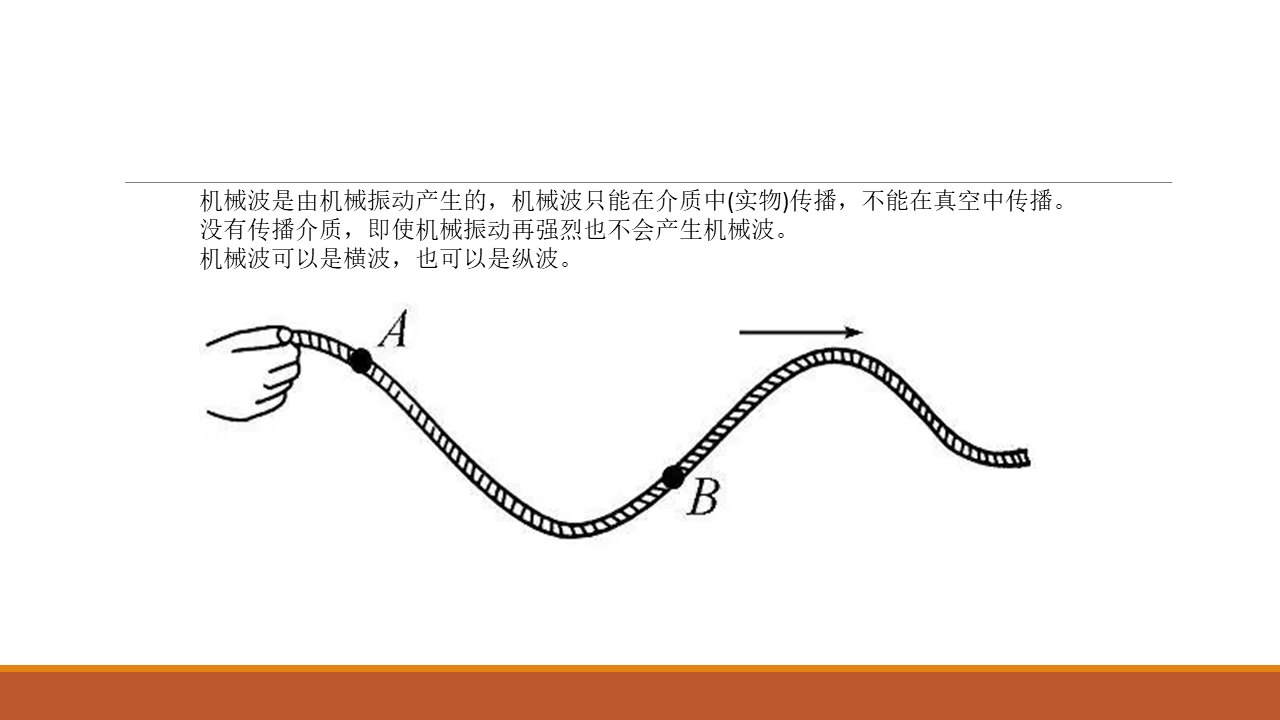 机械波是由机械振动产生的，机械波只能在介质中(实物)传播，不能在真空中传播。
没有传播介质，即使机械振动再强烈也不会产生机械波。
机械波可以是横波，也可以是纵波。
A
B